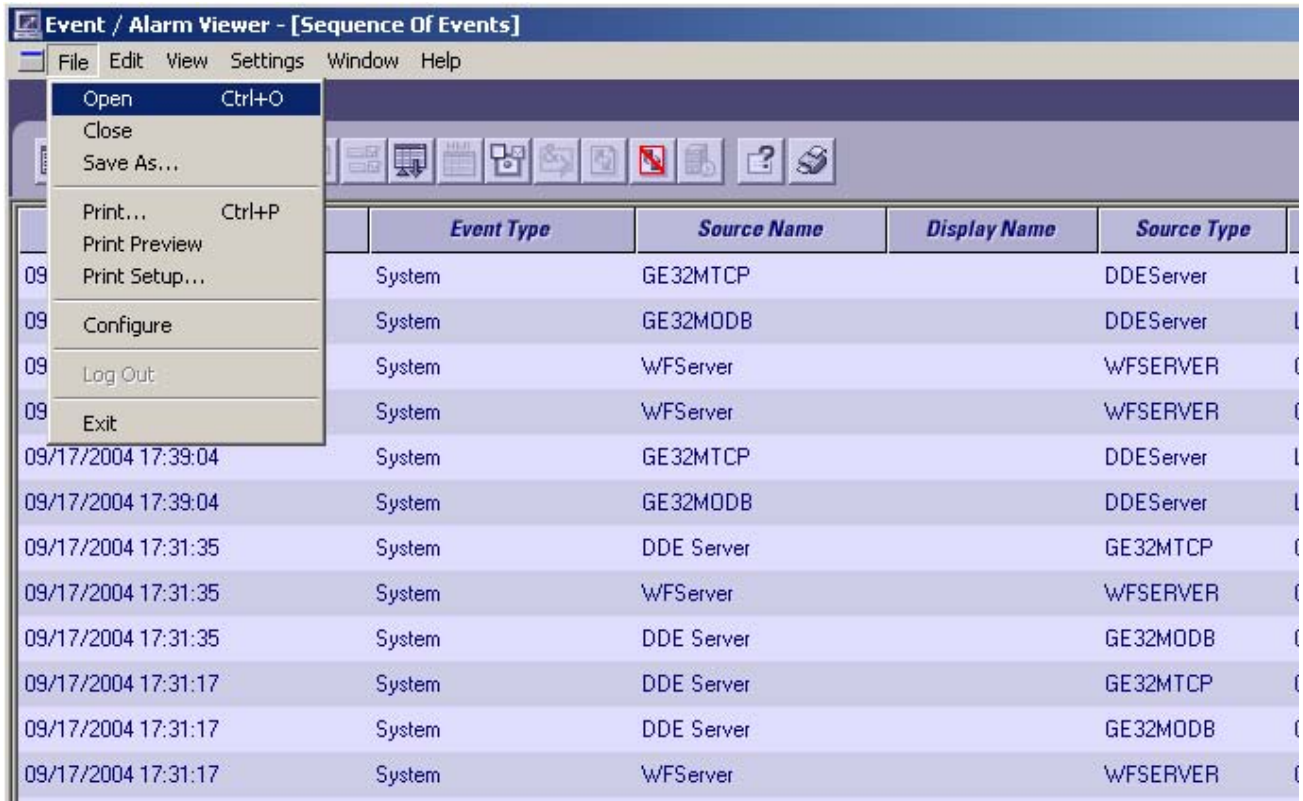 Event / Alarm Viewer - [Sequence Of Events]
File Edit View Settings Window Help
Open Ctrl+O
Close
Save As...
Print... Ctrl+P
Print Preview
Print Setup...
Configure
Log Out
Exit
Event Type Source Name Display Name Source Type
09 System GE32MTCP DDEServer
09 System GE32MODB DDEServer
09 System WFServer WFSERVER
09 System WFServer WFSERVER
09/17/2004 17:39:04 System GE32MTCP DDEServer
09/17/2004 17:39:04 System GE32MODB DDEServer
09/17/2004 17:31:35 System DDE Server GE32MTCP
09/17/2004 17:31:35 System WFServer WFSERVER
09/17/2004 17:31:35 System DDE Server GE32MODB
09/17/2004 17:31:17 System DDE Server GE32MTCP
09/17/2004 17:31:17 System DDE Server GE32MODB
09/17/2004 17:31:17 System WFServer WFSERVER